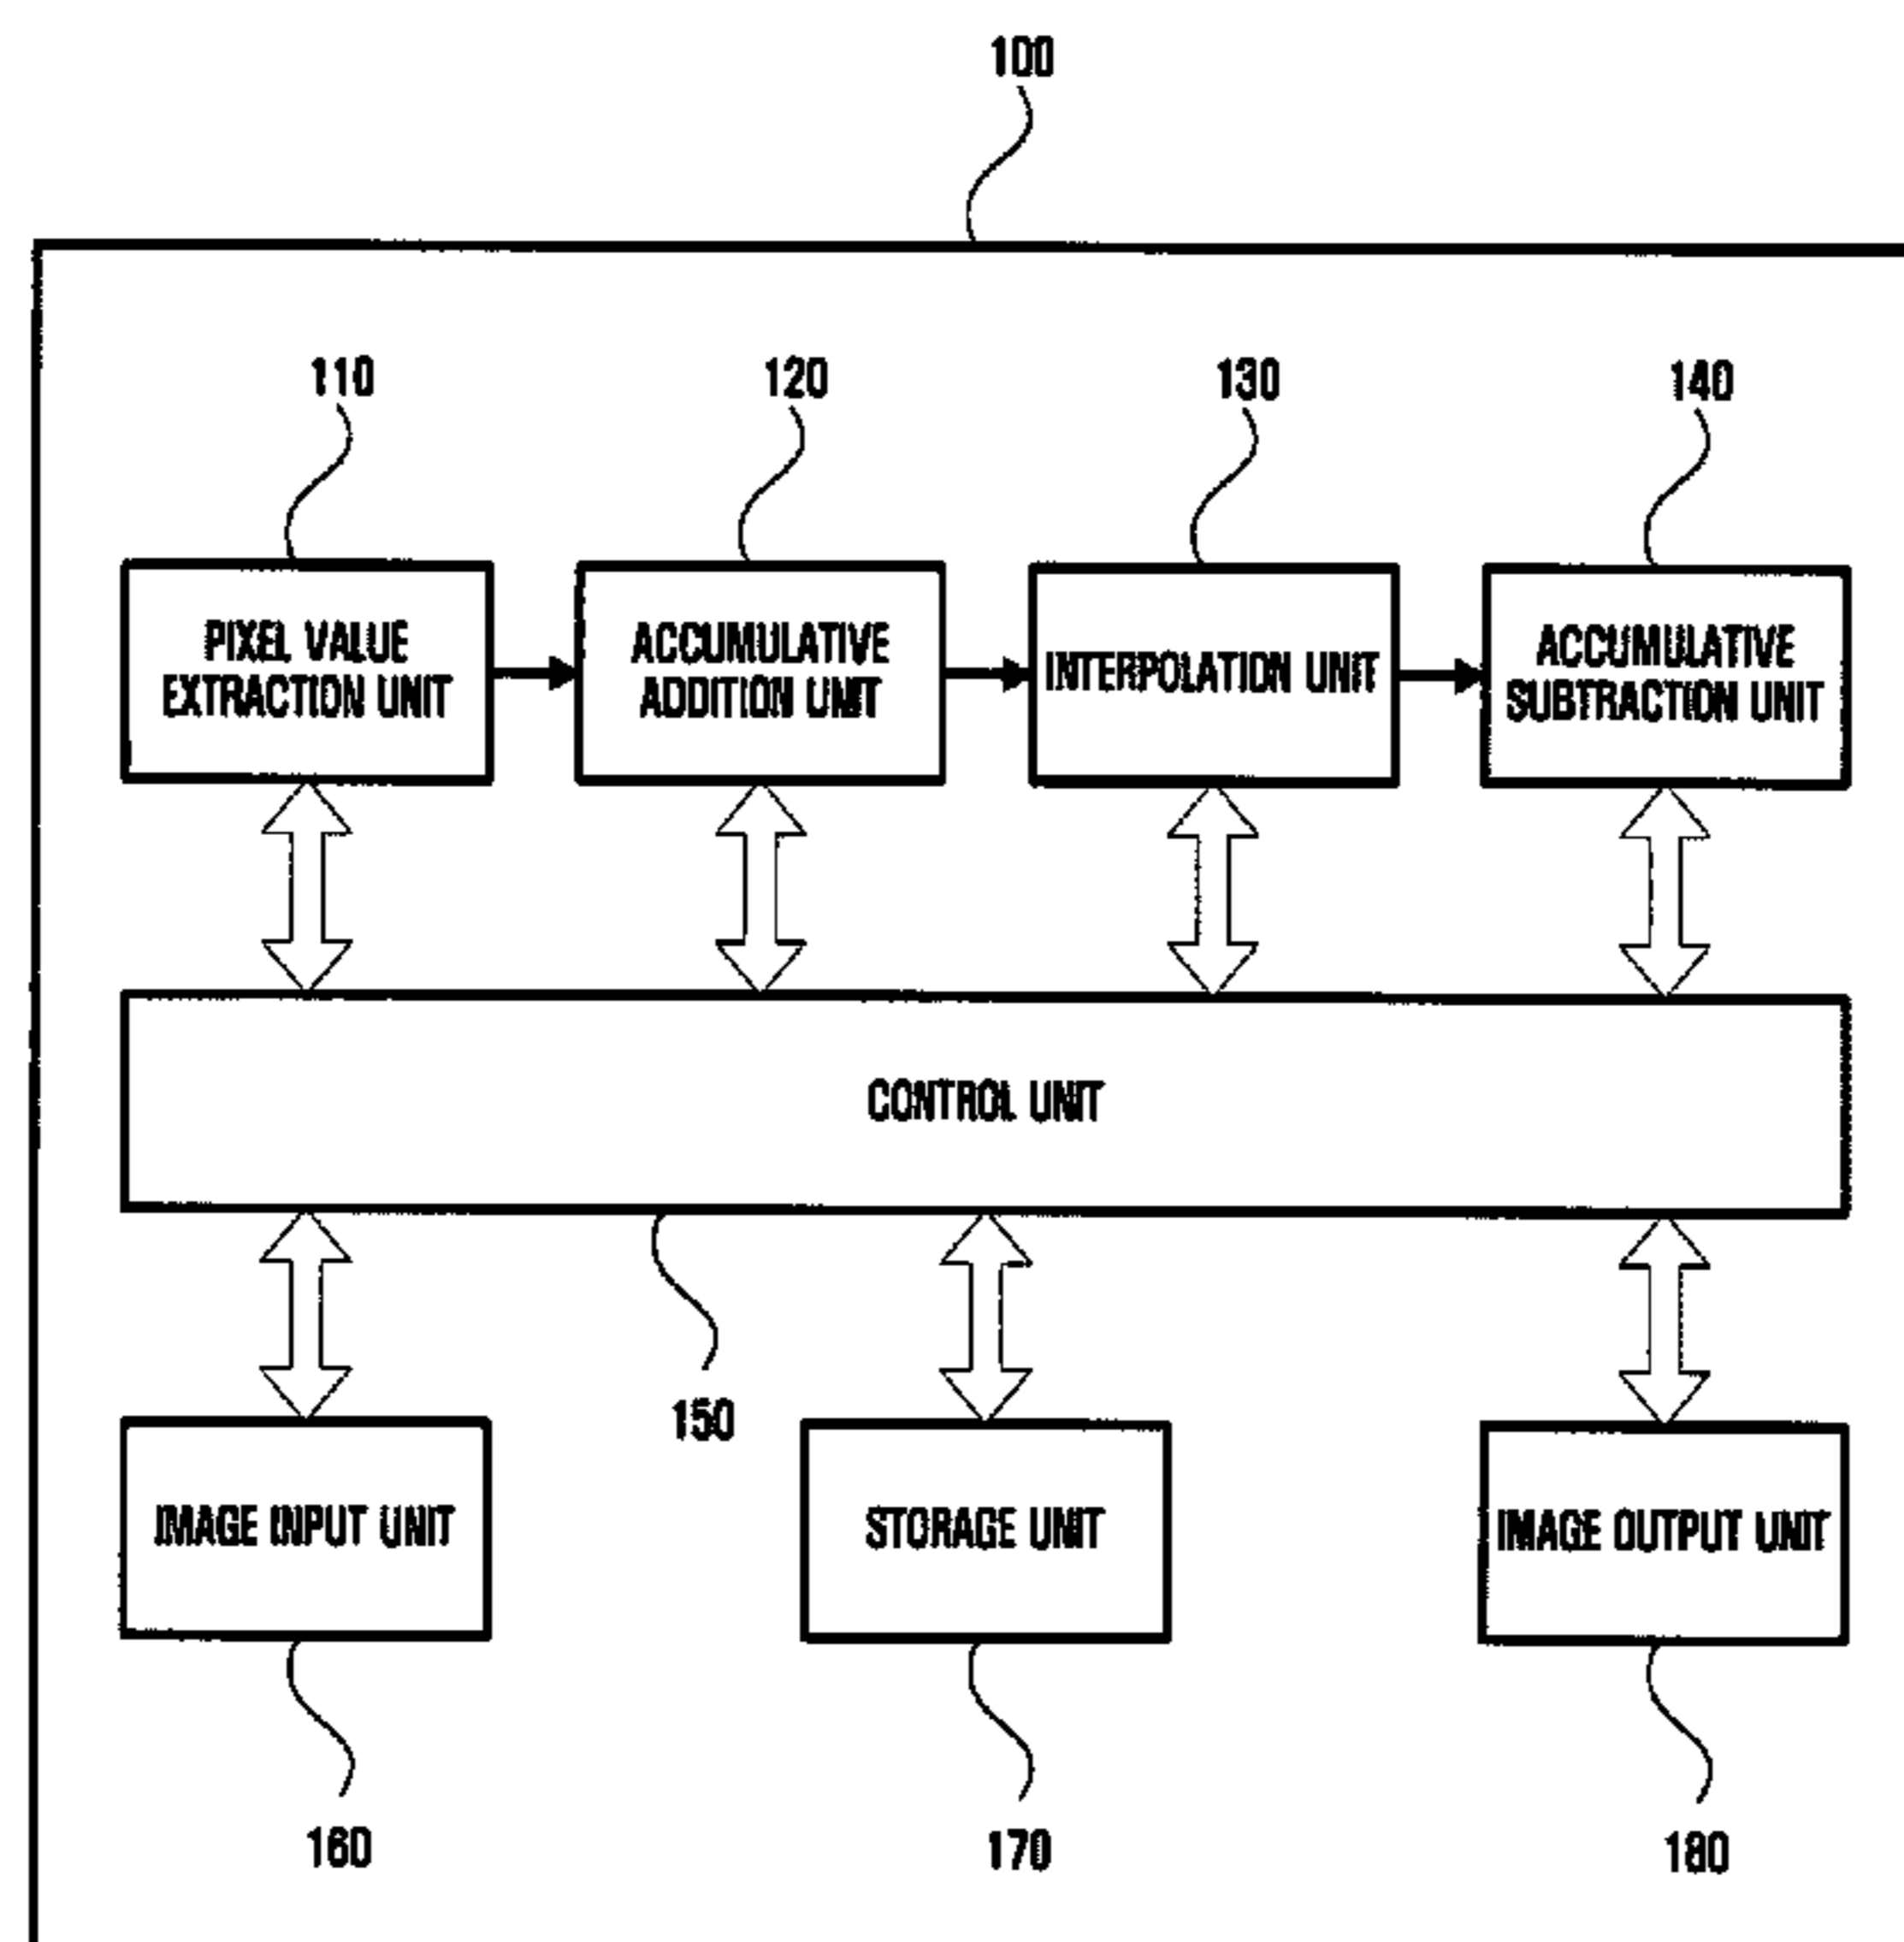 100
110
120
130
140
PIXEL VALUE
EXTRACTION UNIT
ACCUMULATIVE
ADDITION UNIT
INTERPOLATION UNIT
ACCUMULATIVE
SUBTRACTION UNIT
CONTROL UNIT
150
IMAGE INPUT UNIT
STORAGE UNIT
IMAGE OUTPUT UNIT
160
170
180